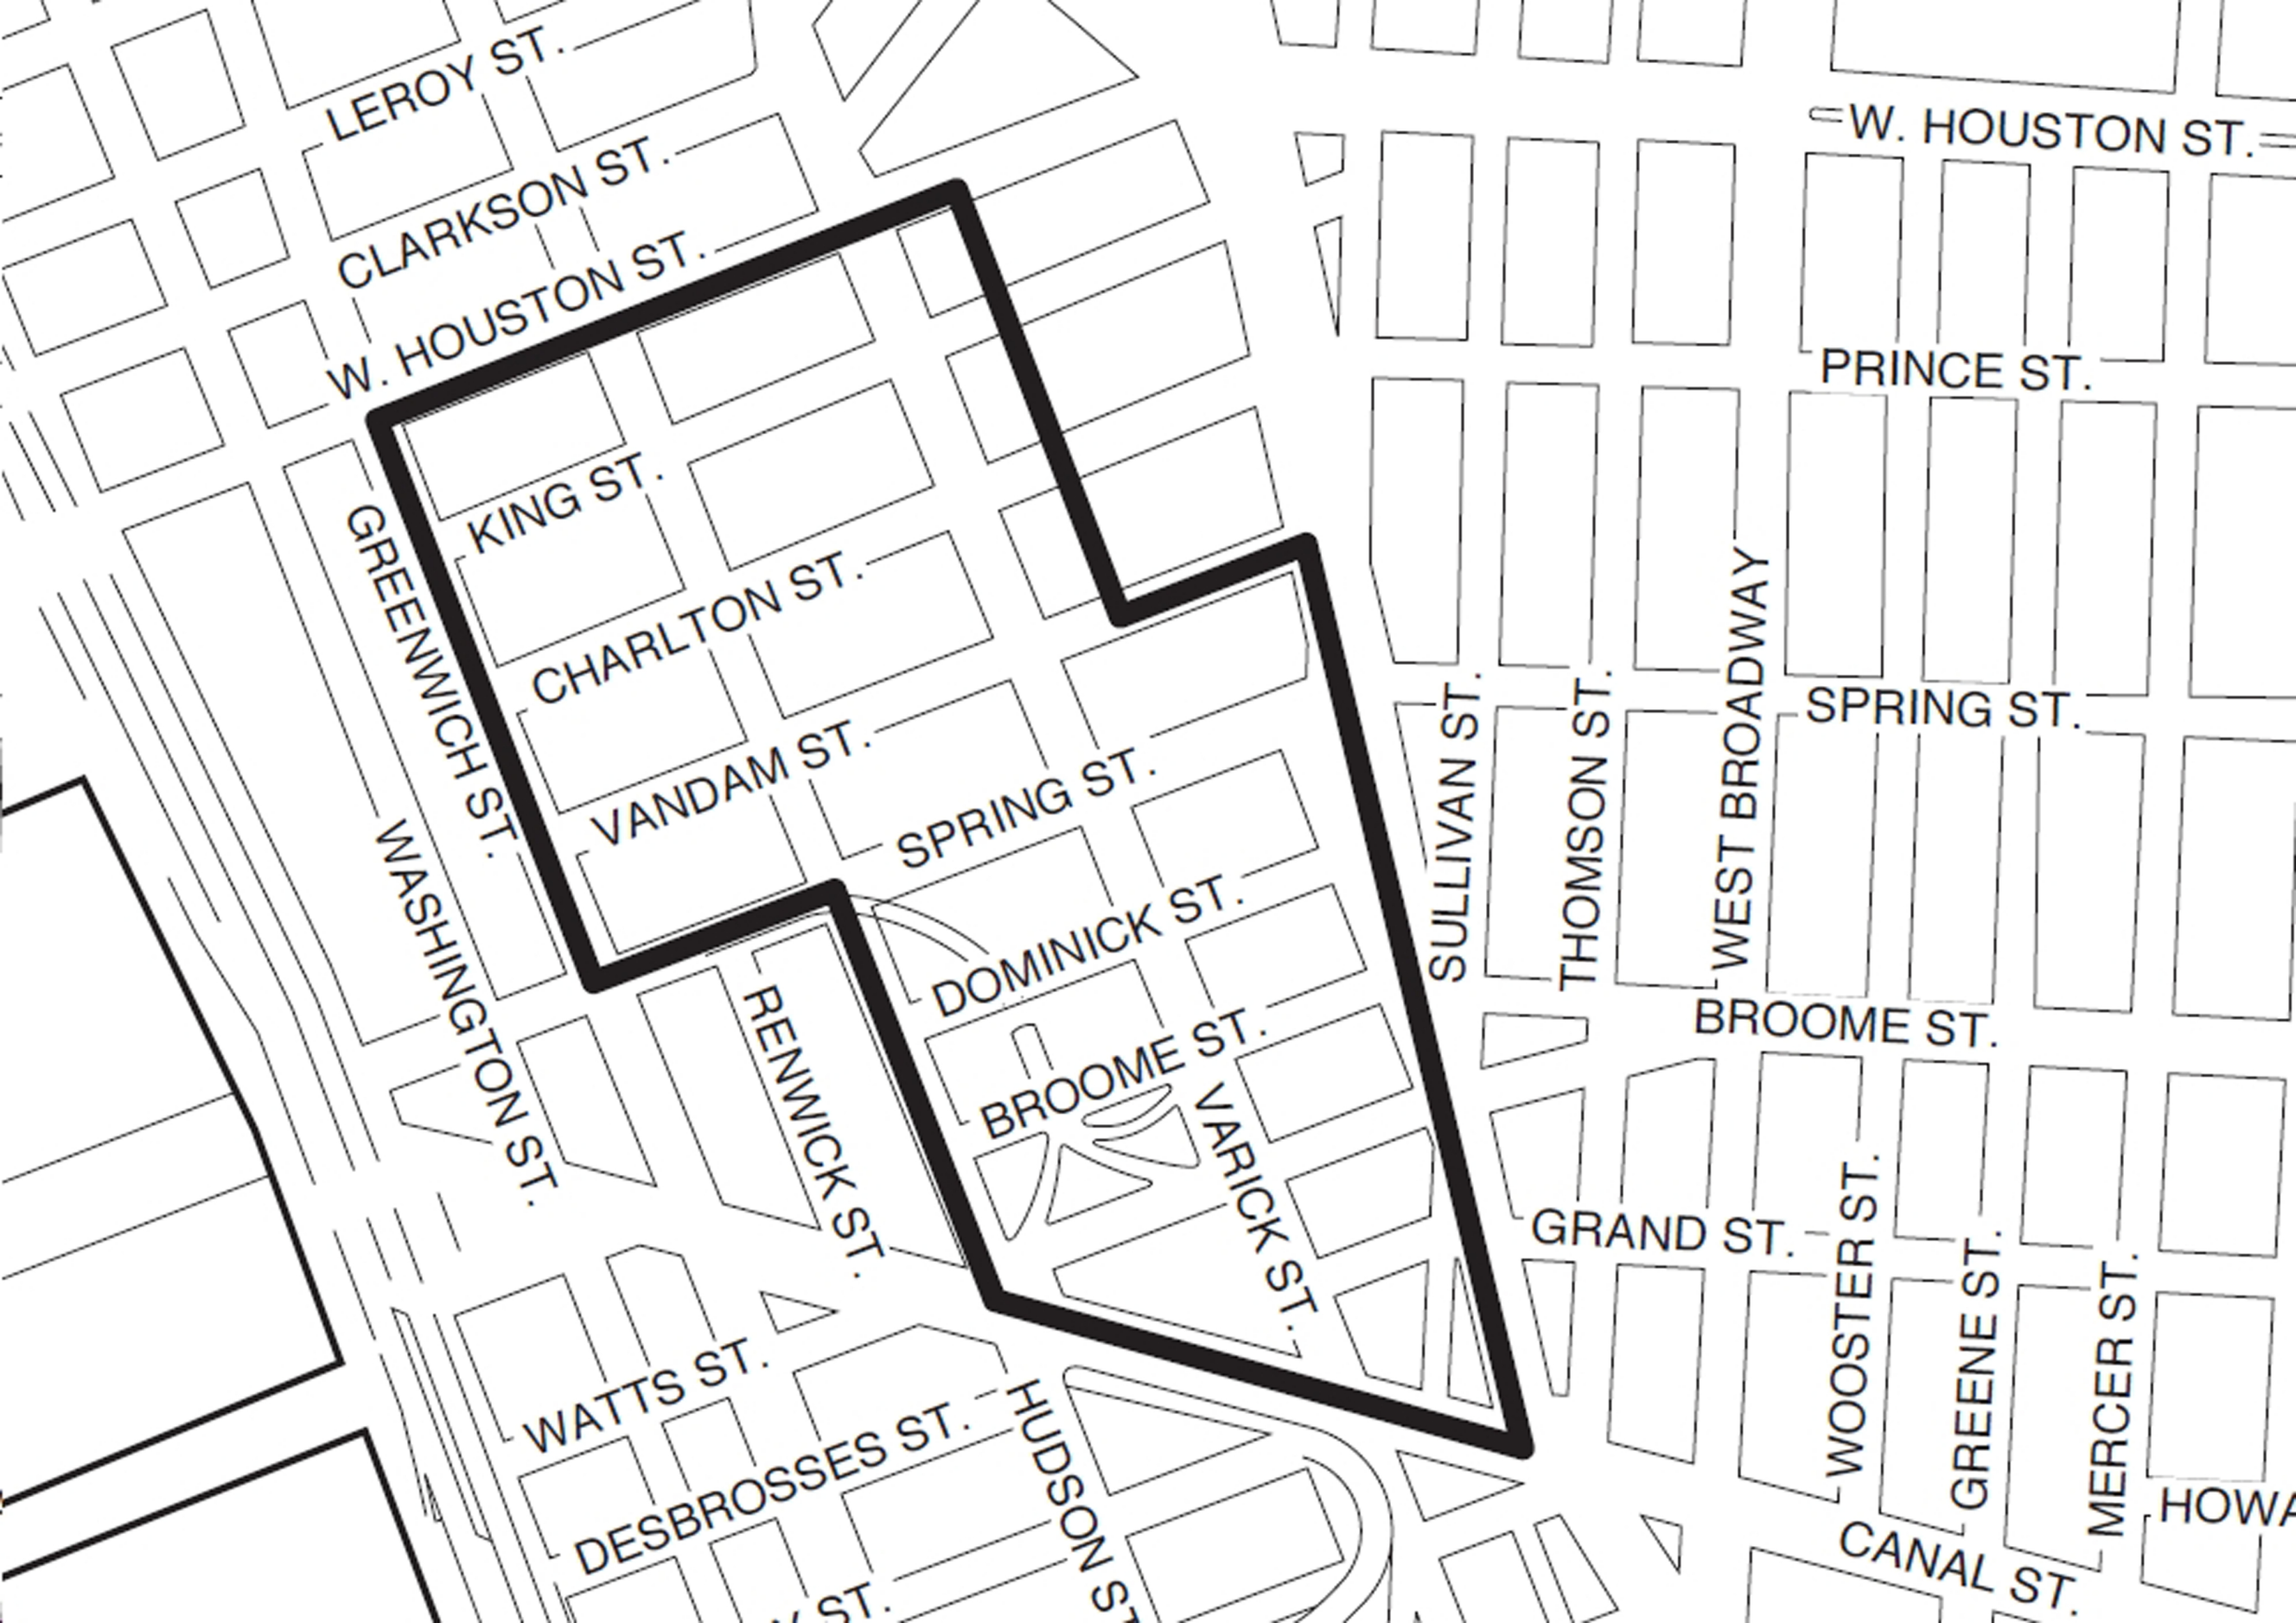 LEROY ST.
CLARKSON ST.
W. HOUSTON ST.
W. HOUSTON ST.
PRINCE ST.
KING ST.
GREENWICH ST.
CHARLTON ST.
VANDAM ST.
SPRING ST.
SPRING ST.
SULLIVAN ST.
THOMSON ST.
WEST BROADWAY
WASHINGTON ST.
DOMINICK ST.
RENWICK ST.
BROOME ST.
BROOME ST.
VARICK ST.
GRAND ST.
WOOSTER ST.
GREENE ST.
MERCER ST.
WATTS ST.
DESBROSSES ST.
HUDSON ST
HOWA
CANAL ST.
ST.